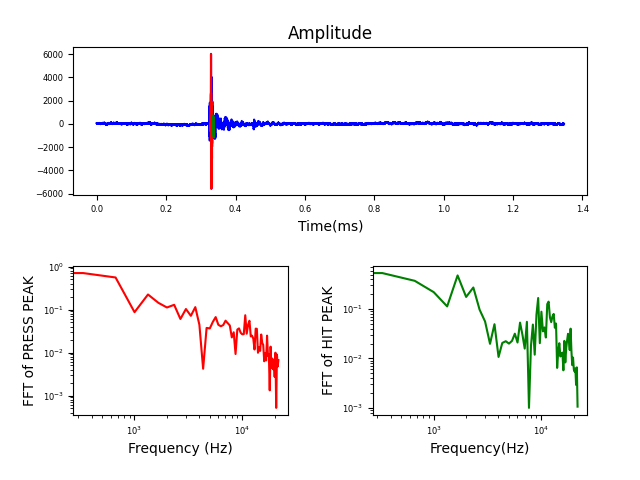 Amplitude
6000
4000
2000
0
−2000
−4000
−6000
0.0 0.2 0.4 0.6 0.8 1.0 1.2 1.4
Time(ms)
FFT of PRESS PEAK
10⁰
10⁻¹
10⁻²
10⁻³
10³ 10⁴
Frequency (Hz)
FFT of HIT PEAK
10⁻¹
10⁻²
10⁻³
10³ 10⁴
Frequency(Hz)